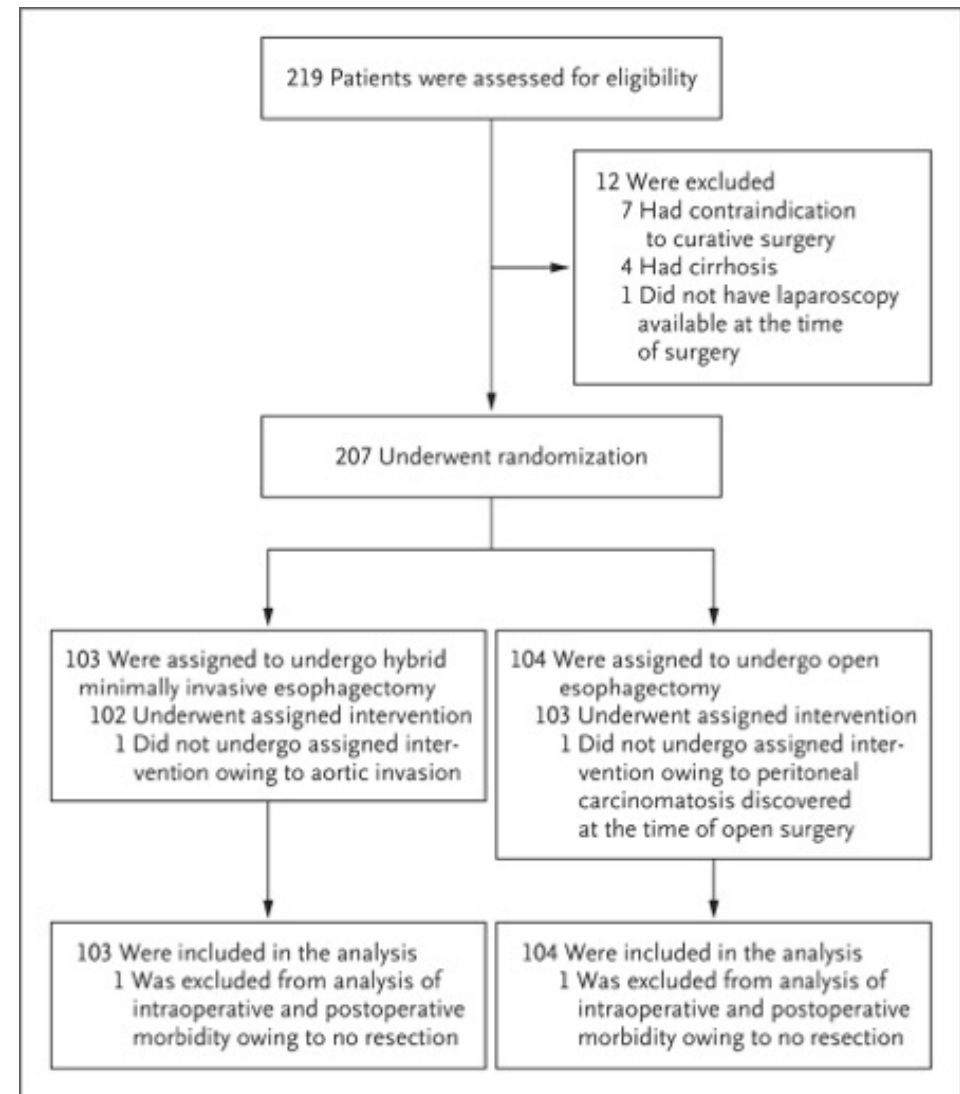 219 Patients were assessed for eligibility
12 Were excluded
7 Had contraindication
to curative surgery
4 Had cirrhosis
1 Did not have laparoscopy
available at the time
of surgery
207 Underwent randomization
103 Were assigned to undergo hybrid
minimally invasive esophagectomy
102 Underwent assigned intervention
1 Did not undergo assigned inter-
vention owing to aortic invasion
104 Were assigned to undergo open
esophagectomy
103 Underwent assigned intervention
1 Did not undergo assigned inter-
vention owing to peritoneal
carcinomatosis discovered
at the time of open surgery
103 Were included in the analysis
1 Was excluded from analysis of
intraoperative and postoperative
morbidity owing to no resection
104 Were included in the analysis
1 Was excluded from analysis of
intraoperative and postoperative
morbidity owing to no resection